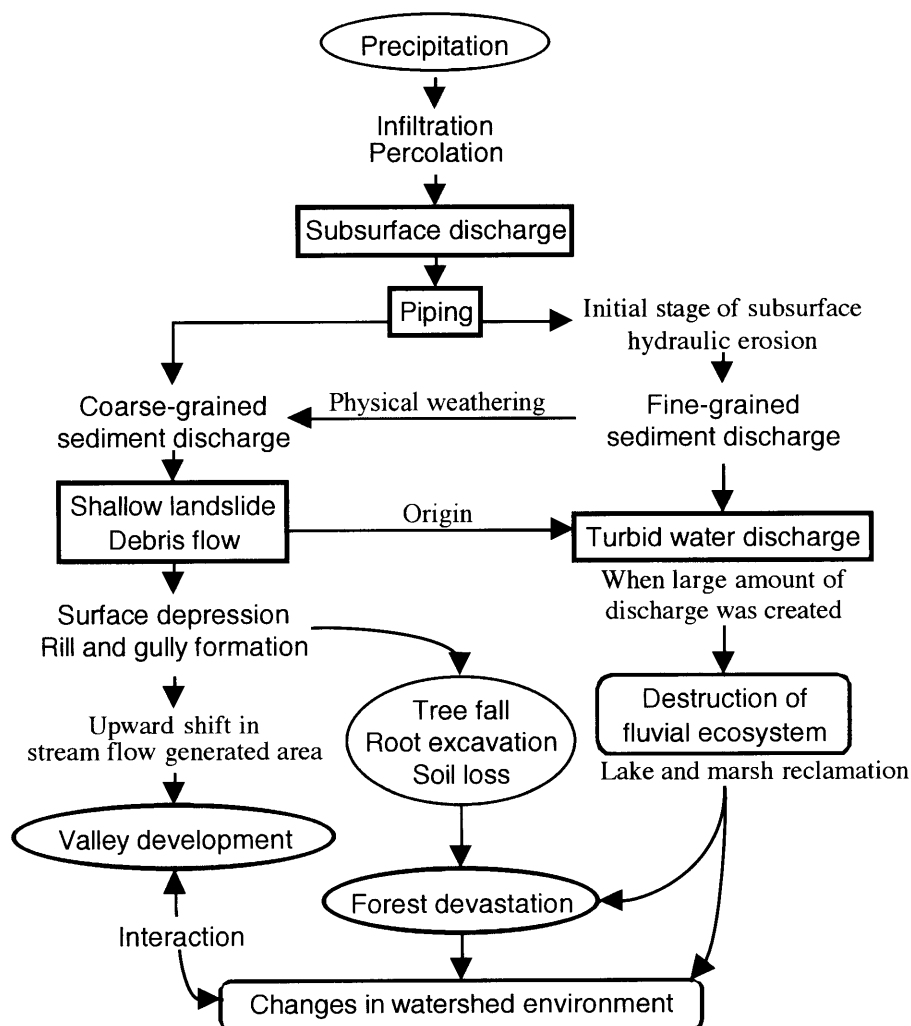 Precipitation
Infiltration
Percolation
Subsurface discharge
Piping
Initial stage of subsurface
hydraulic erosion
Coarse-grained
sediment discharge
Physical weathering
Fine-grained
sediment discharge
Shallow landslide
Debris flow
Origin
Turbid water discharge
When large amount of
discharge was created
Surface depression
Rill and gully formation
Tree fall
Root excavation
Soil loss
Destruction of
fluvial ecosystem
Upward shift in
stream flow generated area
Lake and marsh reclamation
Valley development
Forest devastation
Interaction
Changes in watershed environment